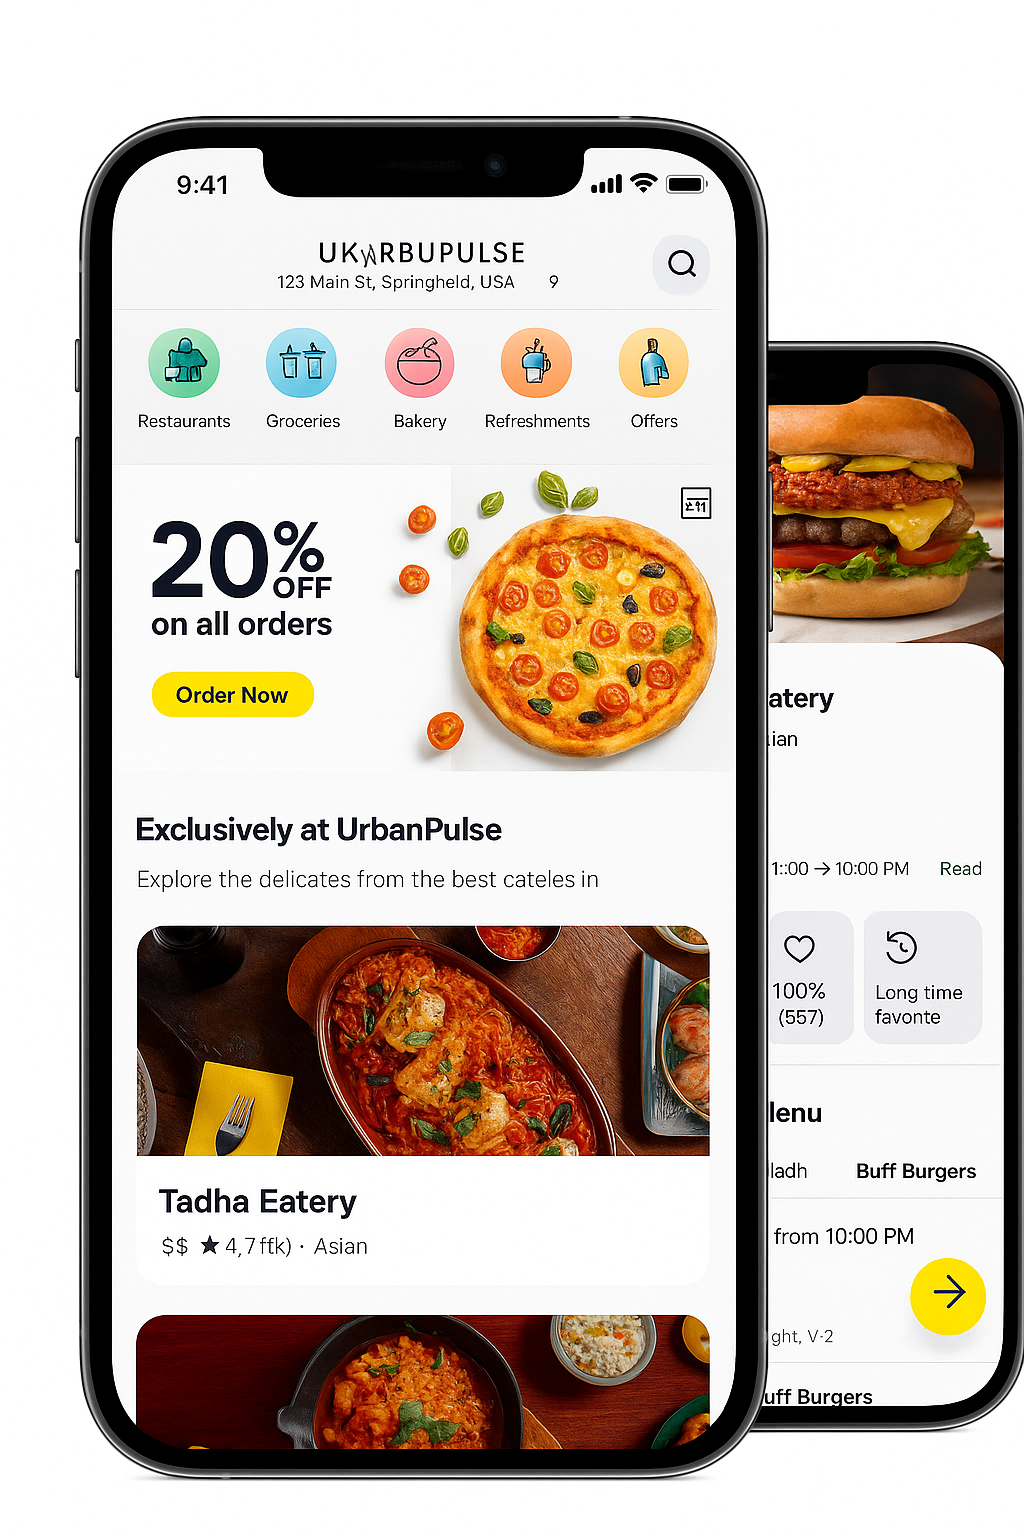 9:41
UKWRBUPULSE
123 Main St, Springheld, USA 9
Restaurants
Groceries
Bakery
Refreshments
Offers
20%
OFF
on all orders
Order Now
Exclusively at UrbanPulse
Explore the delicates from the best cateles in
Tadha Eatery
$$ ★ 4,7 ffk) · Asian
atery
ian
1::00 → 10:00 PM Read
100%
(557)
Long time
favonte
lenu
ladh
Buff Burgers
from 10:00 PM
ght, V-2
uff Burgers